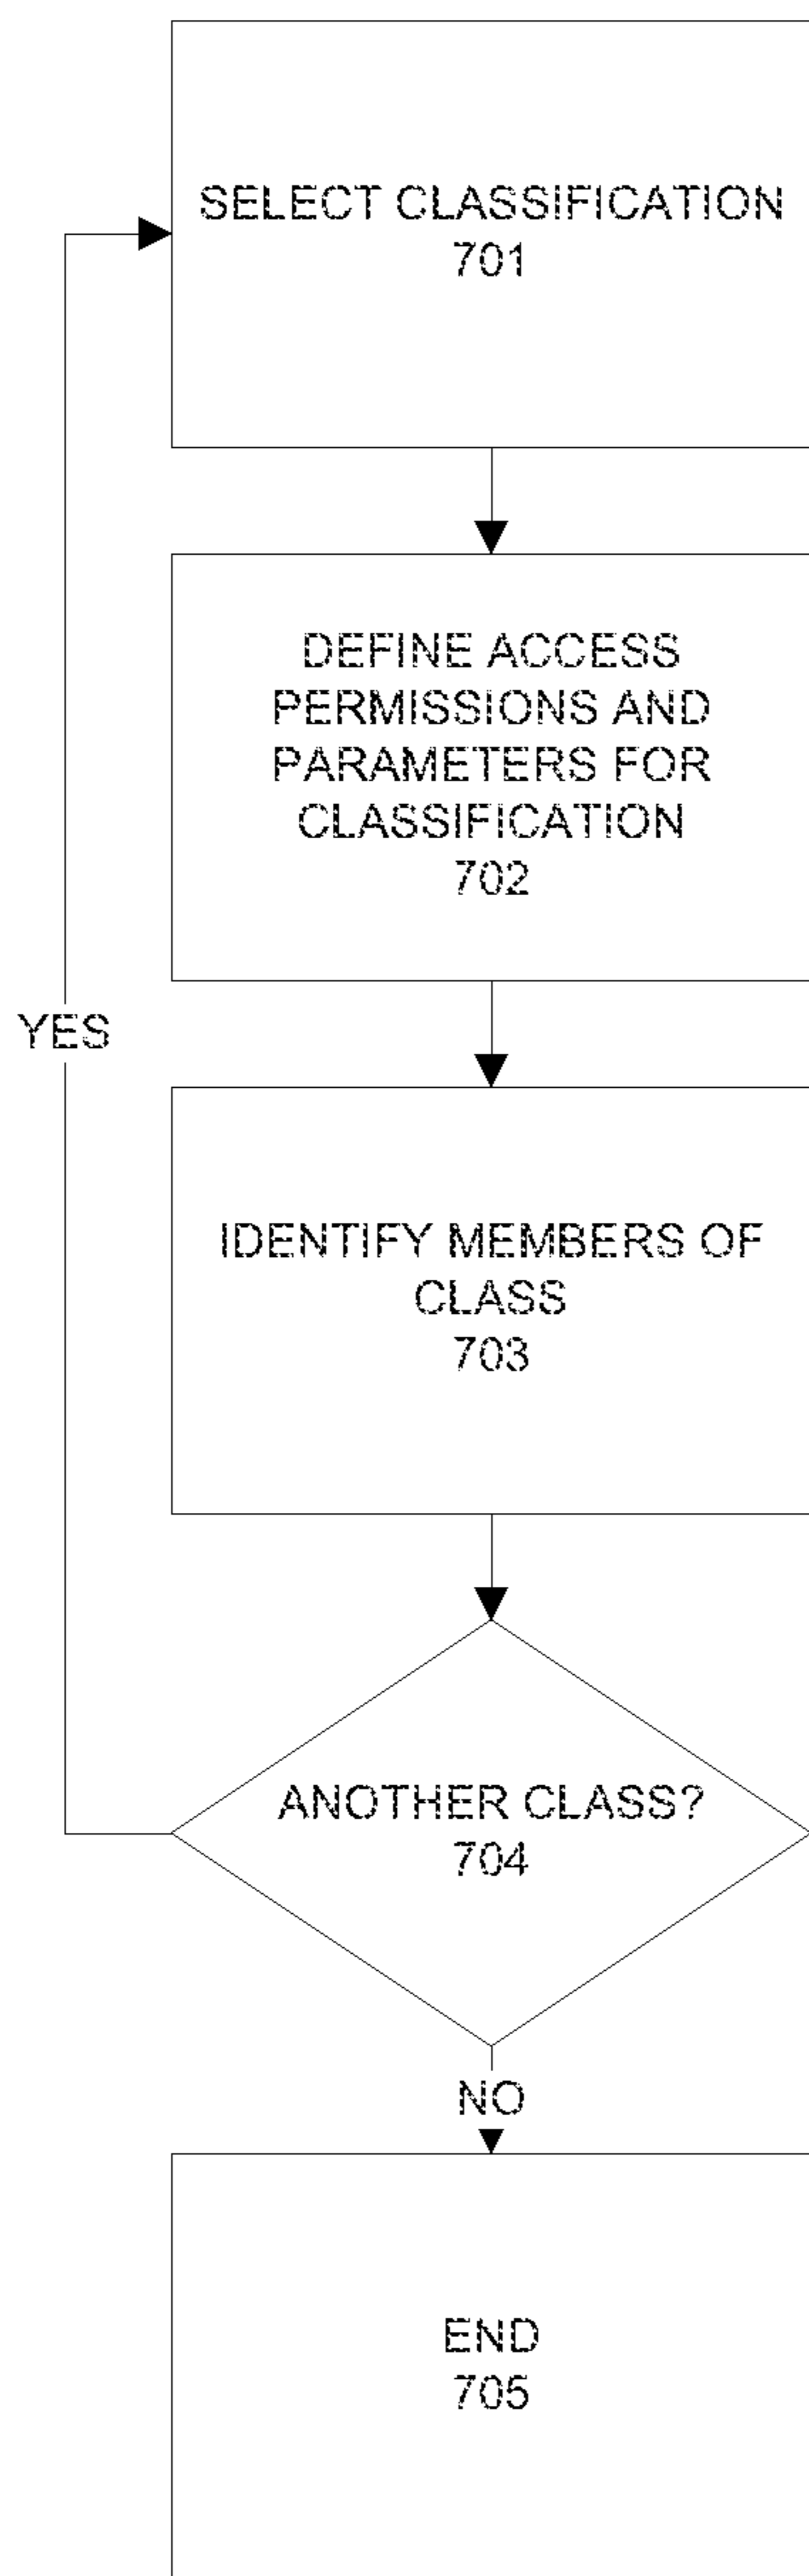 SELECT CLASSIFICATION
701
DEFINE ACCESS
PERMISSIONS AND
PARAMETERS FOR
CLASSIFICATION
702
YES
IDENTIFY MEMBERS OF
CLASS
703
ANOTHER CLASS?
704
NO
END
705